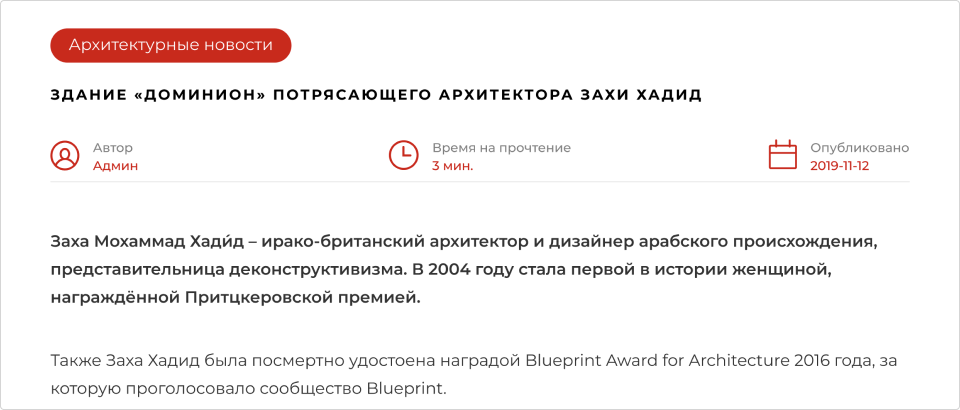 Архитектурные новости
ЗДАНИЕ «ДОМИНИОН» ПОТРЯСАЮЩЕГО АРХИТЕКТОРА ЗАХИ ХАДИД
Автор
Админ
Время на прочтение
3 мин.
Опубликовано
2019-11-12
Заха Мохаммад Хади́д – ирако-британский архитектор и дизайнер арабского происхождения,
представительница деконструктивизма. В 2004 году стала первой в истории женщиной,
награждённой Притцкеровской премией.
Также Заха Хадид была посмертно удостоена наградой Blueprint Award for Architecture 2016 года, за
которую проголосовало сообщество Blueprint.